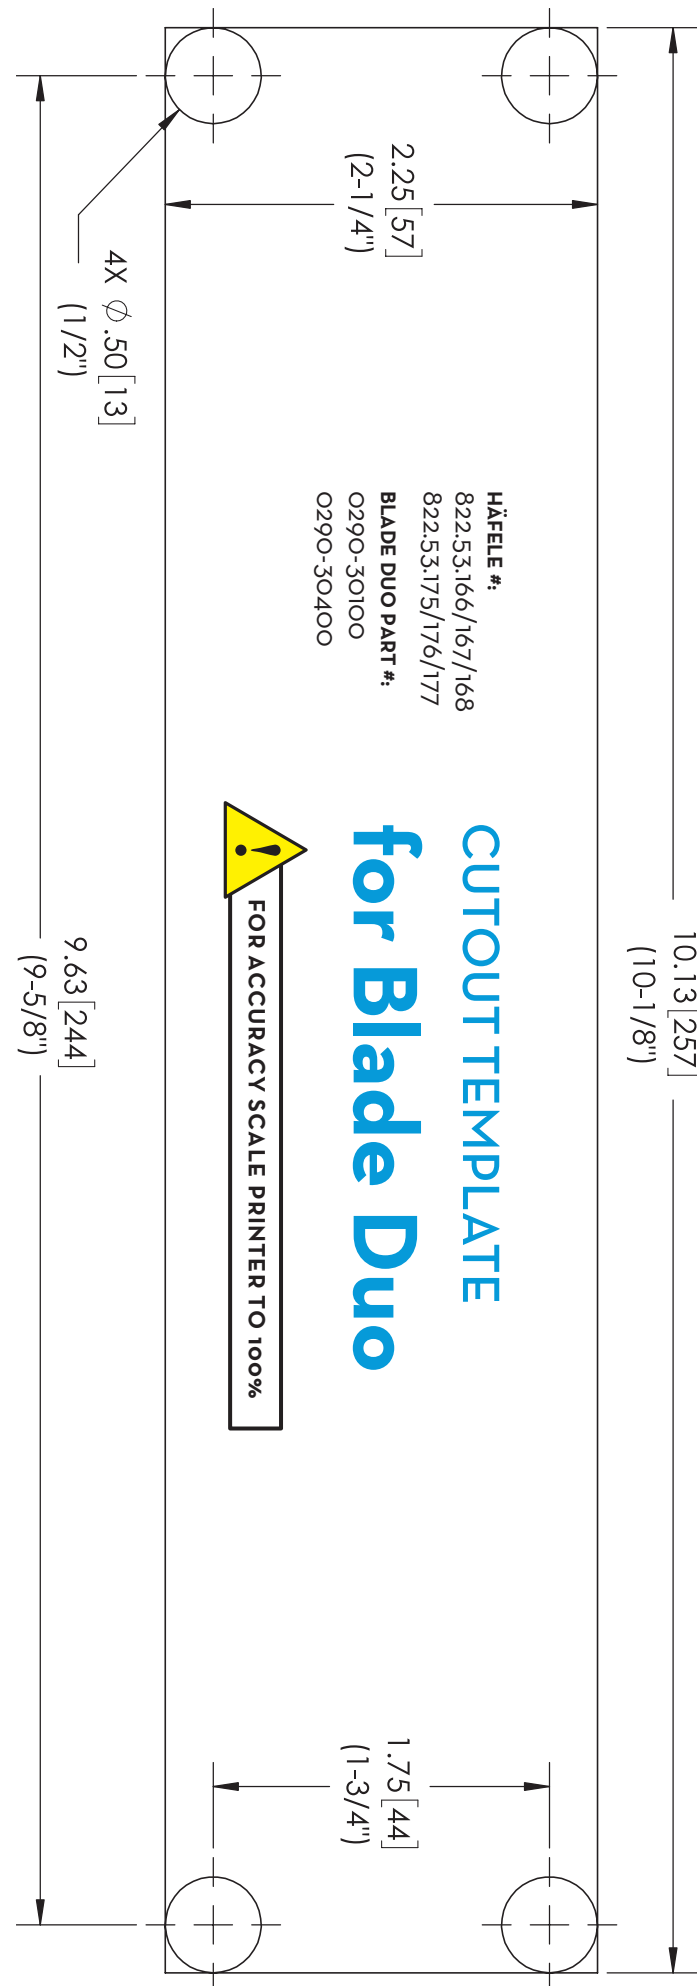 10.13 [257]
(10-1/8")
2.25 [57]
(2-1/4")
HÄFELE #:
822.53.166/167/168
822.53.175/176/177
BLADE DUO PART #:
0290-30100
0290-30400
CUTOUT TEMPLATE
for Blade Duo
! FOR ACCURACY SCALE PRINTER TO 100%
1.75 [44]
(1-3/4")
4X Ø .50 [13]
(1/2")
9.63 [244]
(9-5/8")